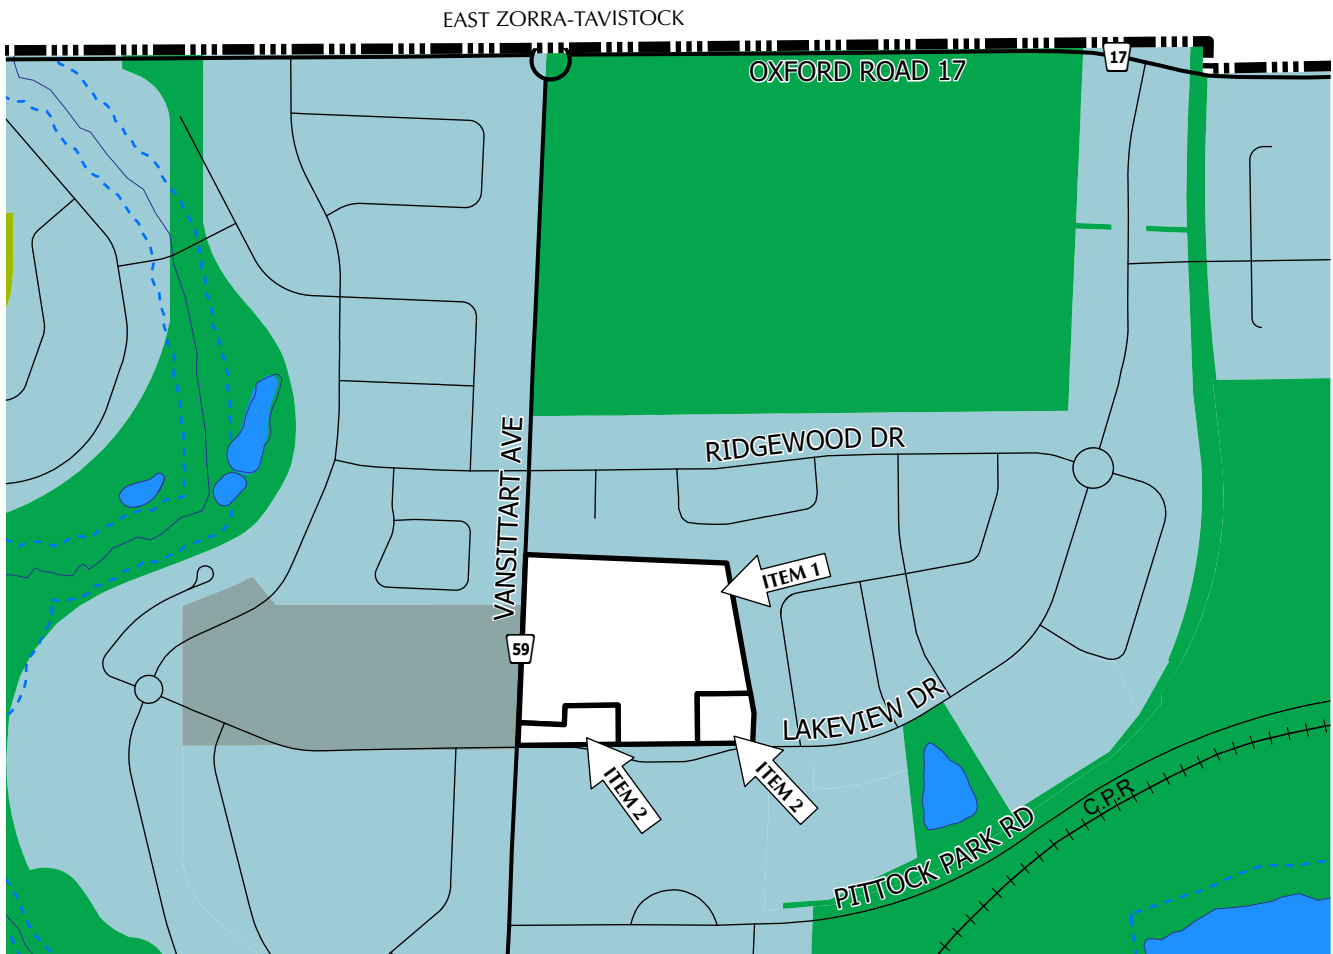 EAST ZORRA-TAVISTOCK
17
OXFORD ROAD 17
RIDGEWOOD DR
VANSITTART AVE
ITEM 1
59
LAKEVIEW DR
ITEM 2
ITEM 2
C.P.R
PITTOCK PARK RD